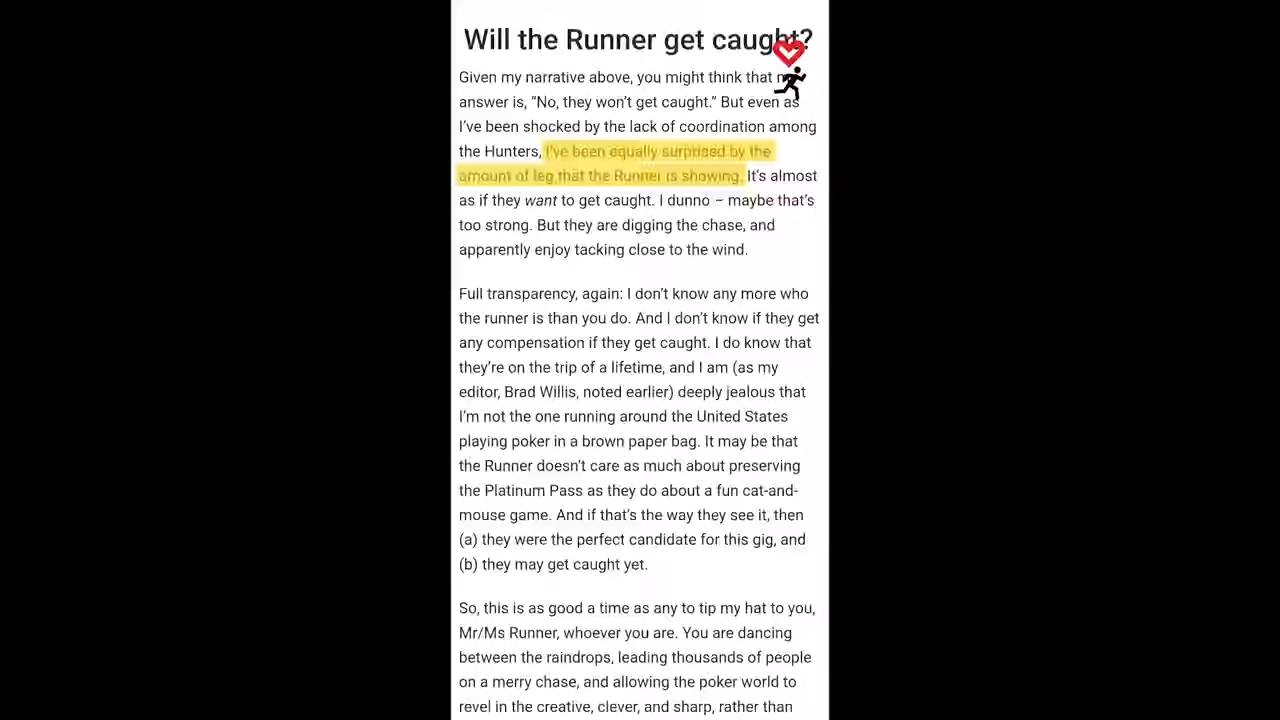 Will the Runner get caught?
Given my narrative above, you might think that
answer is, “No, they won’t get caught.” But even as
I’ve been shocked by the lack of coordination among
the Hunters, I’ve been equally surprised by the
amount of leg that the Runner is showing. It’s almost
as if they want to get caught. I dunno – maybe that’s
too strong. But they are digging the chase, and
apparently enjoy tacking close to the wind.
Full transparency, again: I don’t know any more who
the runner is than you do. And I don’t know if they get
any compensation if they get caught. I do know that
they’re on the trip of a lifetime, and I am (as my
editor, Brad Willis, noted earlier) deeply jealous that
I’m not the one running around the United States
playing poker in a brown paper bag. It may be that
the Runner doesn’t care as much about preserving
the Platinum Pass as they do about a fun cat-and-
mouse game. And if that’s the way they see it, then
(a) they were the perfect candidate for this gig, and
(b) they may get caught yet.
So, this is as good a time as any to tip my hat to you,
Mr/Ms Runner, whoever you are. You are dancing
between the raindrops, leading thousands of people
on a merry chase, and allowing the poker world to
revel in the creative, clever, and sharp, rather than